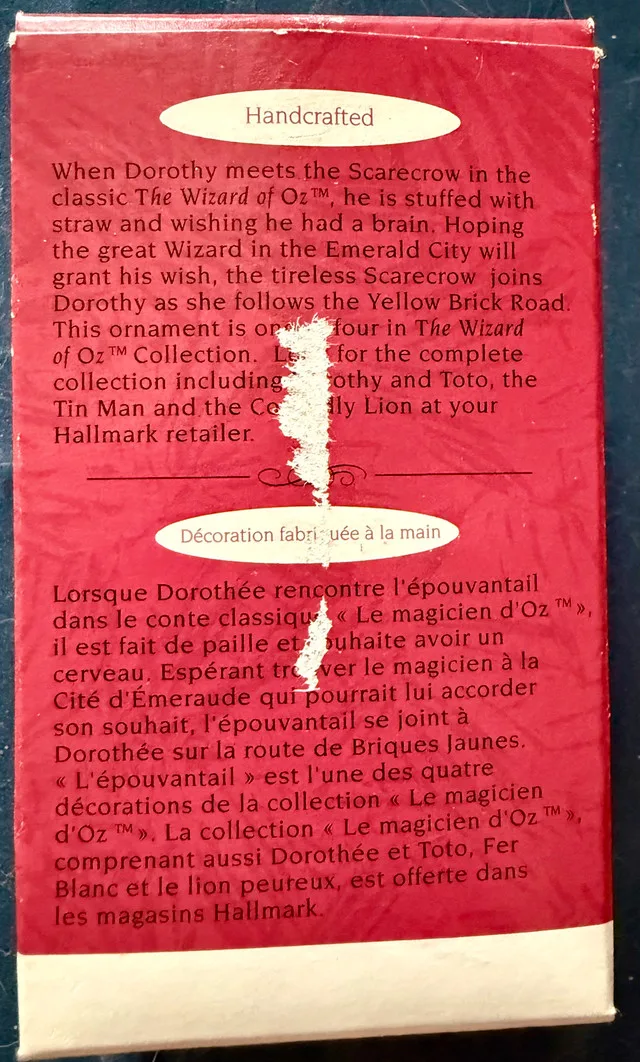 Handcrafted
When Dorothy meets the Scarecrow in the
classic The Wizard of Oz™, he is stuffed with
straw and wishing he had a brain. Hoping
the great Wizard in the Emerald City will
grant his wish, the tireless Scarecrow joins
Dorothy as she follows the Yellow Brick Road.
This ornament is four in The Wizard
of Oz™ Collection. for the complete
collection including and Toto, the
Tin Man and the Lion at your
Hallmark retailer.
Décoration fabriquée à la main
Lorsque Dorothée rencontre l'épouvantail
dans le conte classique « Le magicien d'Oz™»,
il est fait de paille et souhaite avoir un
cerveau. Espérant trouver le magicien à la
Cité d'Émeraude qui pourrait lui accorder
son souhait, l'épouvantail se joint à
Dorothée sur la route de Briques Jaunes.
« L'épouvantail » est l'une des quatre
décorations de la collection « Le magicien
d'Oz™». La collection « Le magicien d'Oz™»,
comprenant aussi Dorothée et Toto, Fer
Blanc et le lion peureux, est offerte dans
les magasins Hallmark.